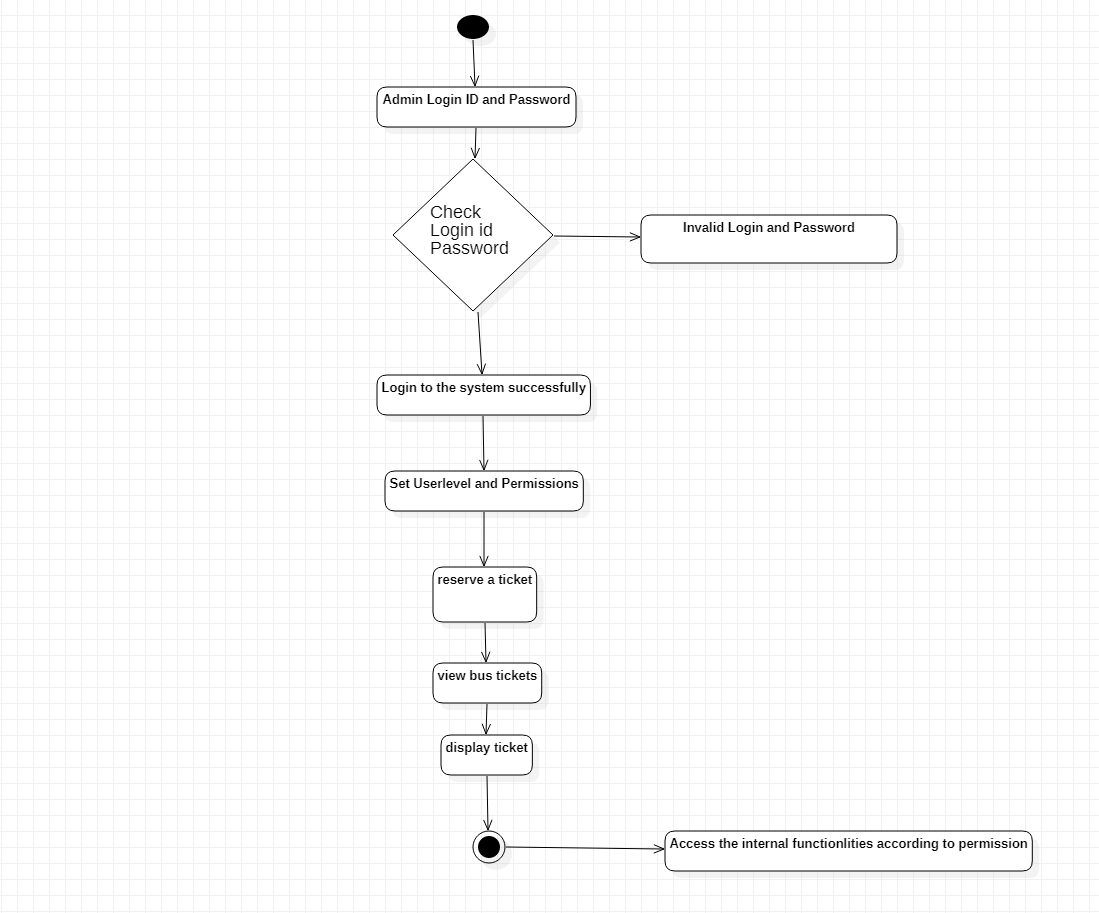 Admin Login ID and Password
Check
Login id
Password
Invalid Login and Password
Login to the system successfully
Set Userlevel and Permissions
reserve a ticket
view bus tickets
display ticket
Access the internal functionlities according to permission